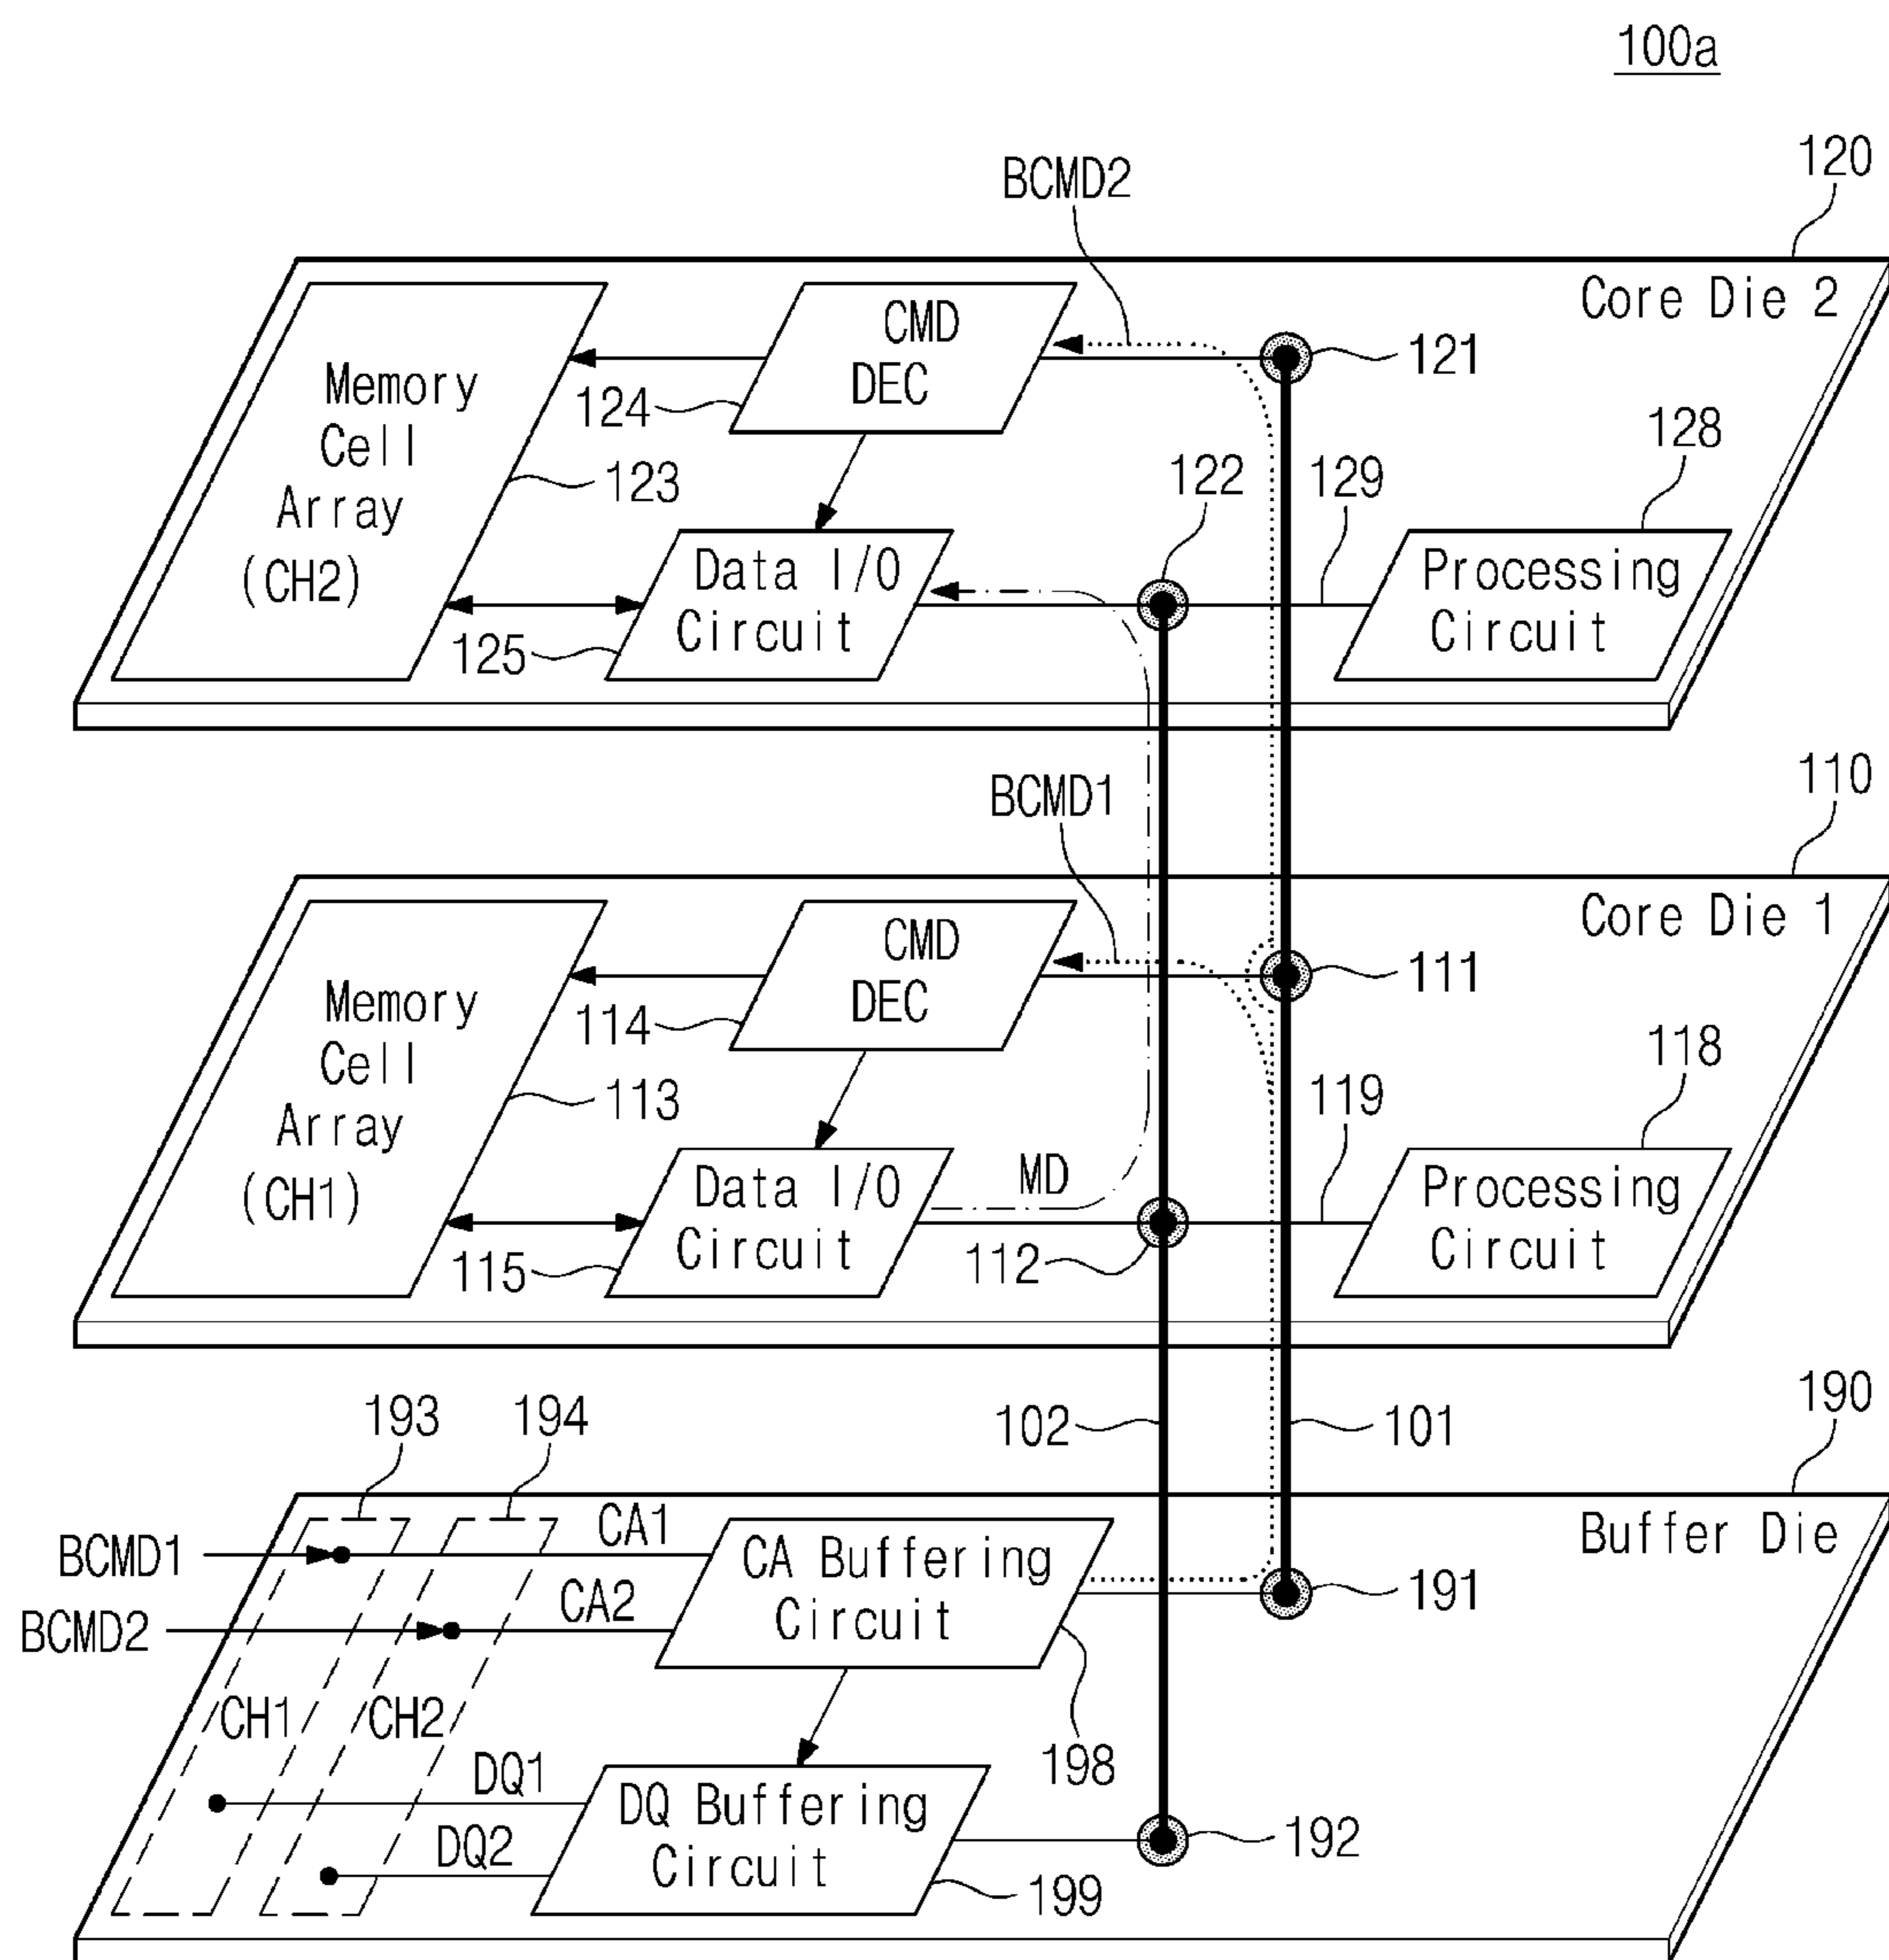 100a
120
BCMD2
Core Die 2
CMD
DEC
121
Memory
Cell
Array
(CH2)
124
128
123
122
129
Data I/O
Circuit
Processing
Circuit
125
110
BCMD1
Core Die 1
CMD
DEC
111
Memory
Cell
Array
(CH1)
114
118
113
119
Data I/O
Circuit
MD
Processing
Circuit
115
112
190
193
194
102
101
CA1
Buffer Die
BCMD1
CA Buffering
Circuit
191
CA2
BCMD2
CH1
CH2
198
DQ1
DQ Buffering
Circuit
192
DQ2
199